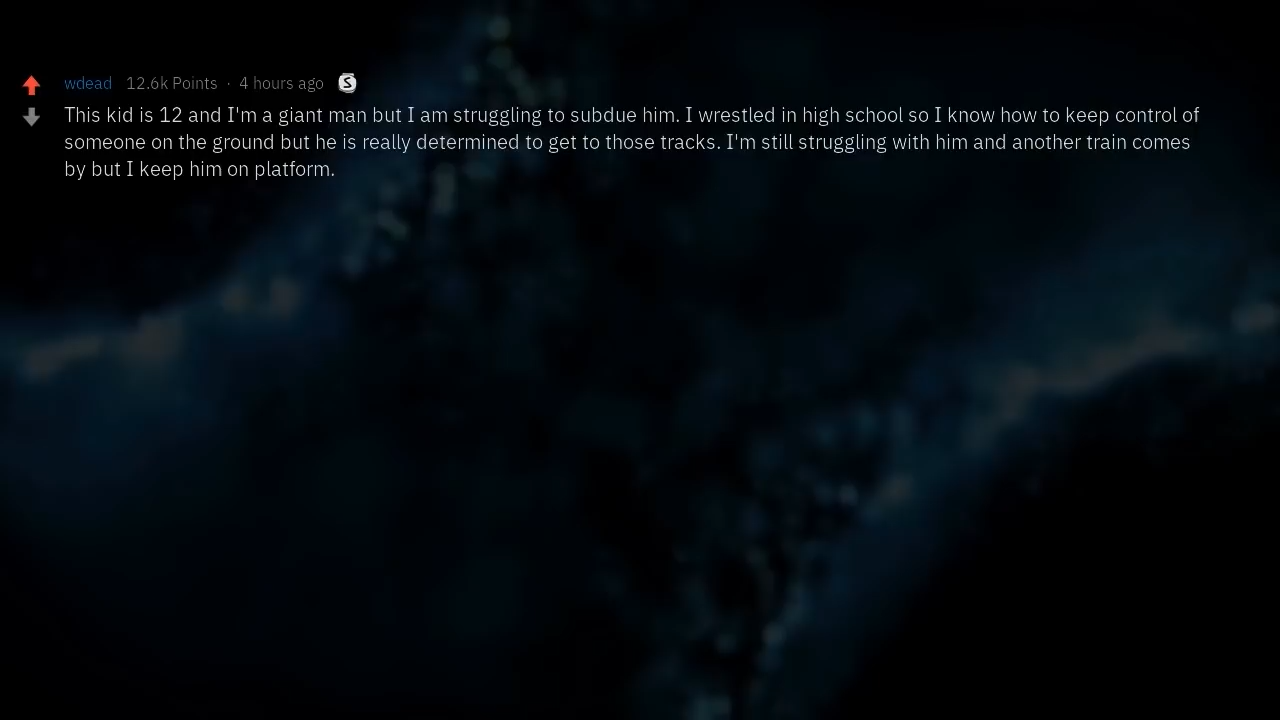 wdead 12.6k Points · 4 hours ago
This kid is 12 and I'm a giant man but I am struggling to subdue him. I wrestled in high school so I know how to keep control of
someone on the ground but he is really determined to get to those tracks. I'm still struggling with him and another train comes
by but I keep him on platform.